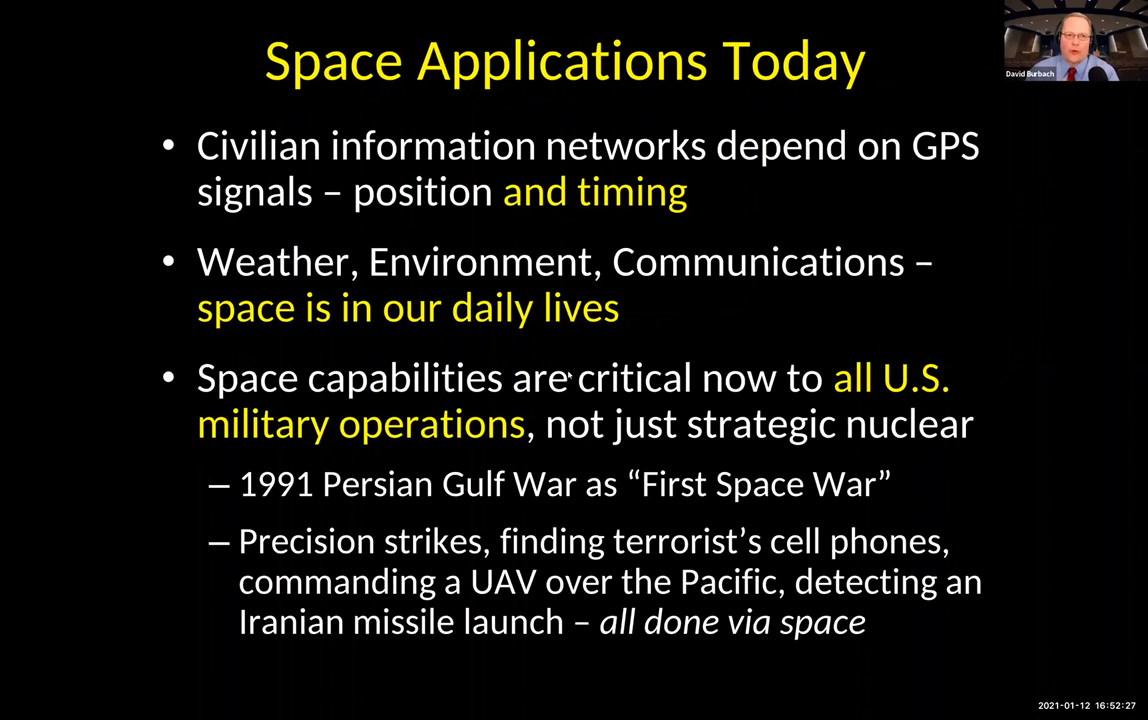 Space Applications Today
David Burbach
• Civilian information networks depend on GPS
signals – position and timing
• Weather, Environment, Communications –
space is in our daily lives
• Space capabilities are critical now to all U.S.
military operations, not just strategic nuclear
– 1991 Persian Gulf War as “First Space War”
– Precision strikes, finding terrorist’s cell phones,
commanding a UAV over the Pacific, detecting an
Iranian missile launch – all done via space
2021-01-12 16:52:27